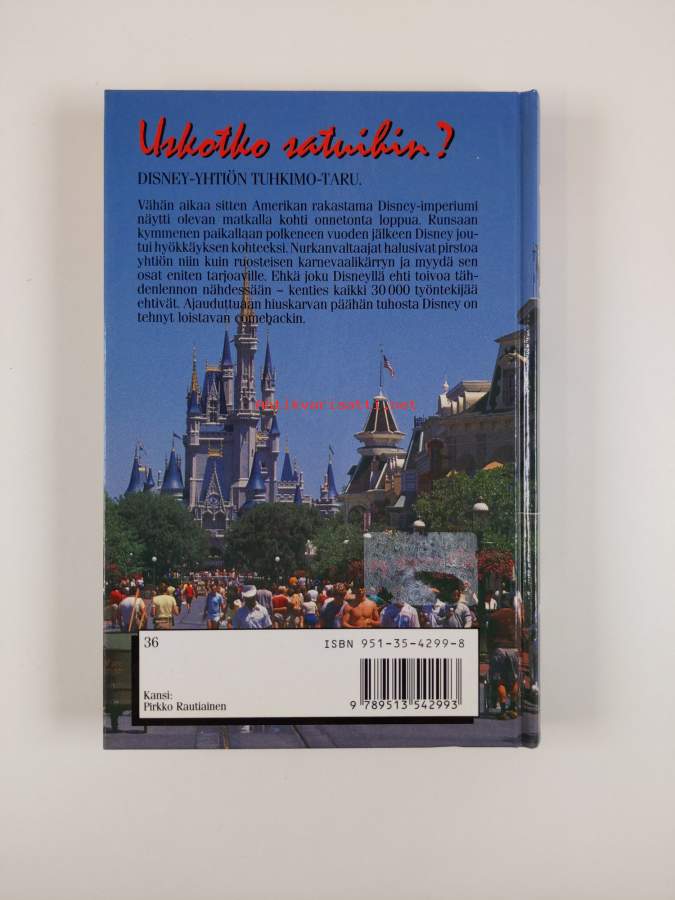 Uskotko satuihin?
DISNEY-YHTIÖN TUHKIMO-TARU.
Vähän aikaa sitten Amerikan rakastama Disney-imperiumi
näytti olevan matkalla kohti onnetonta loppua. Runsaan
kymmenen paikallaan polkeneen vuoden jälkeen Disney jou-
tui hyökkäyksen kohteeksi. Nurkanvaltaajat halusivat pirstoa
yhtiön niin kuin ruosteisen karnevaalikärryn ja myydä sen
osat eniten tarjoaville. Ehkä joku Disneyllä ehti toivoa täh-
denlennon nähdessään – kenties kaikki 30 000 työntekijää
ehtivät. Ajauduttuaan hiuskarvan päähän tuhosta Disney on
tehnyt loistavan comebackin.
antikvariaatti.net
36
ISBN 951-35-4299-8
Kansi:
Pirkko Rautiainen
9 789513 542993